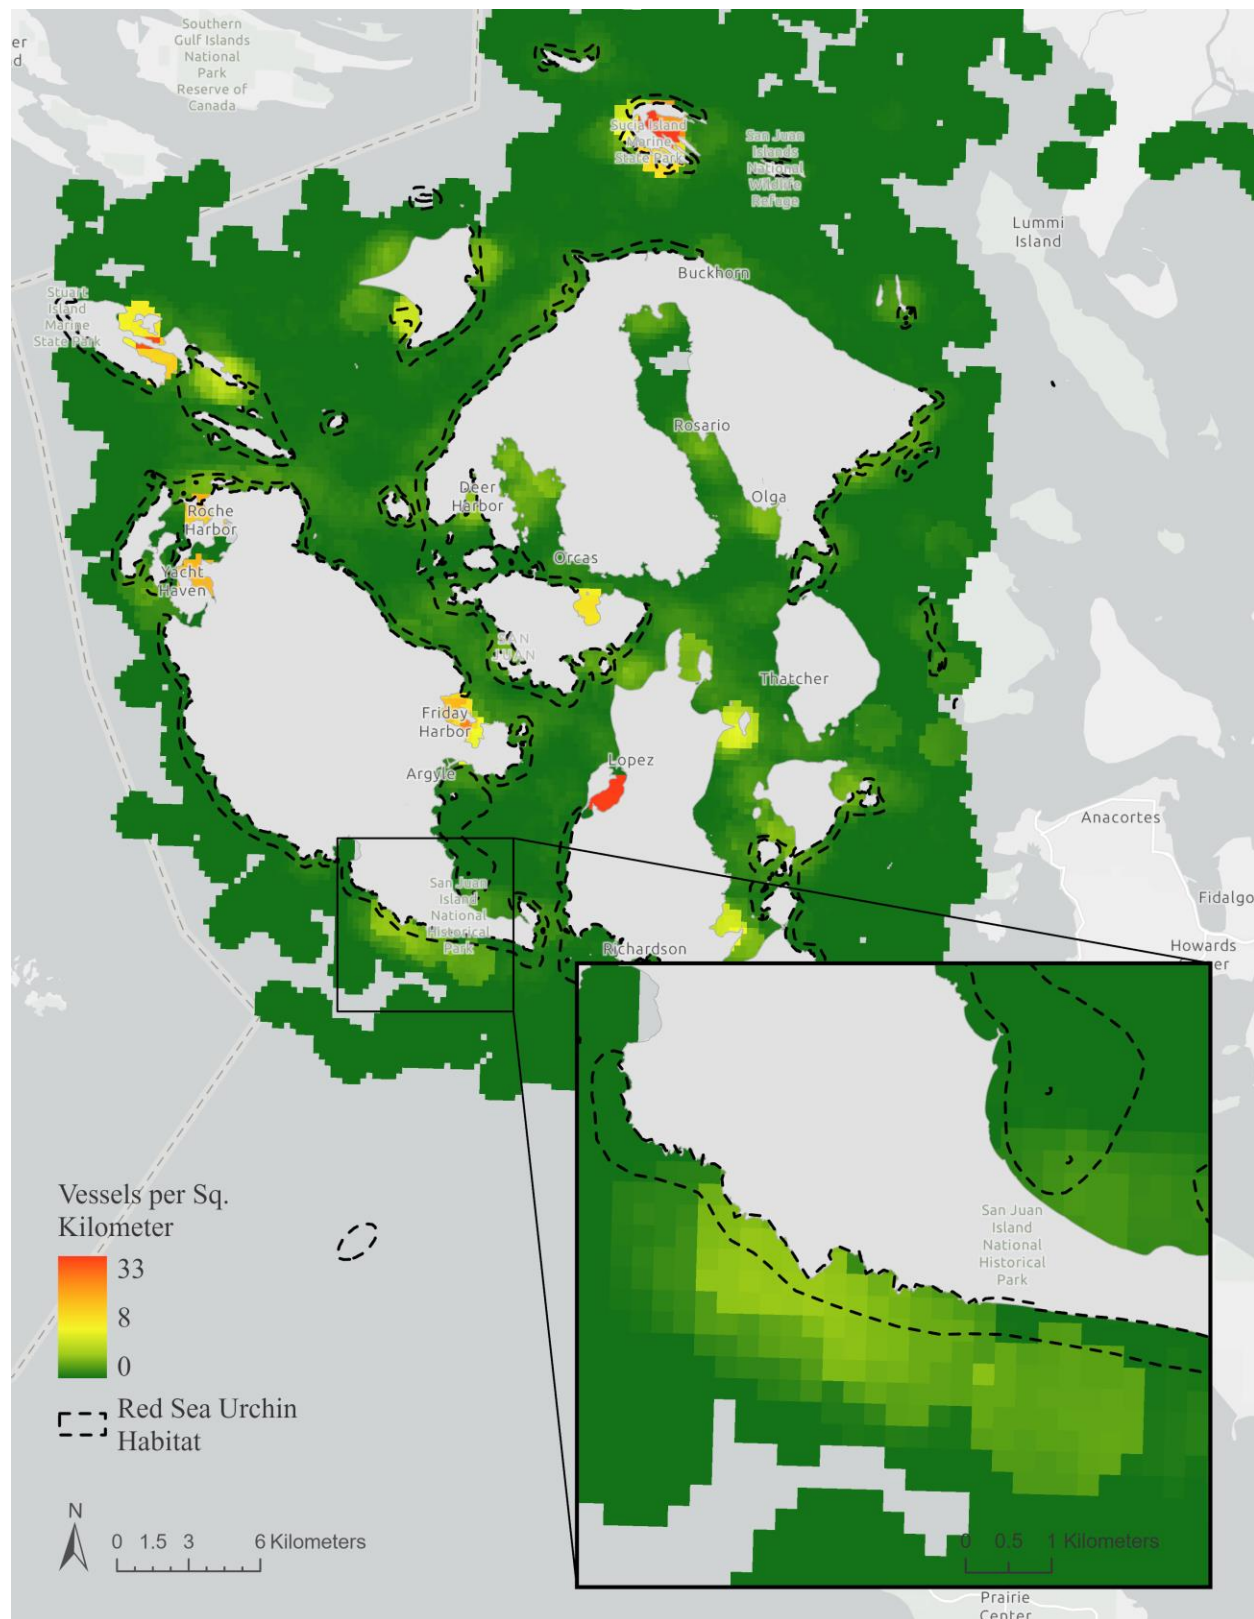 Southern
Gulf Islands
National
Park
Reserve of
Canada
er
d
Sucia Island
Marine
State Park
San Juan
Islands
National
Wildlife
Refuge
Lummi
Island
Buckhorn
Stuart
Island
Marine
State Park
Rosario
Deer
Harbor
Olga
Roche
Harbor
Orcas
Yacht
Haven
SAN
JUAN
Thatcher
Friday
Harbor
Lopez
Argyle
Anacortes
San Juan
Island
National
Historical
Park
Fidalgo
Richardson
Howards
er
Vessels per Sq.
Kilometer
33
8
0
Red Sea Urchin
Habitat
San Juan
Island
National
Historical
Park
N
0 1.5 3 6 Kilometers
0 0.5 1 Kilometers
Prairie
Center